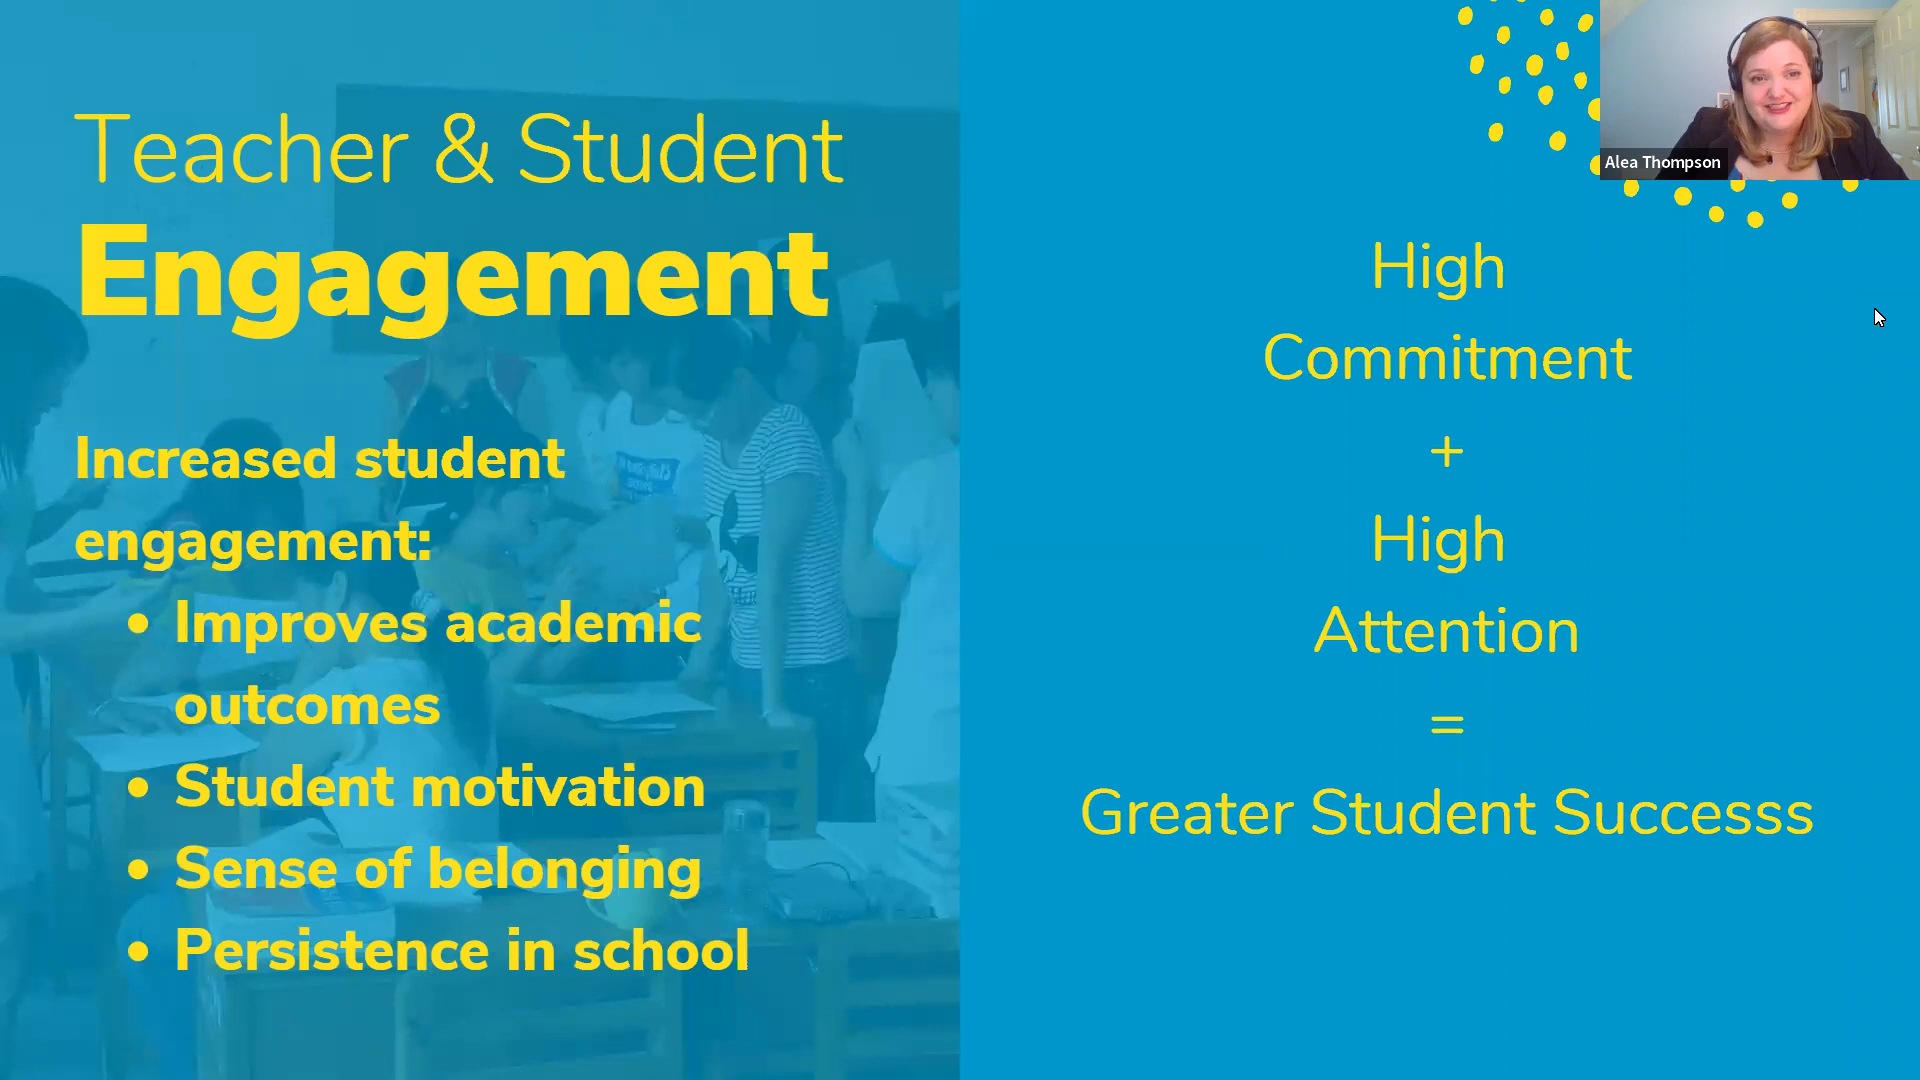 Teacher & Student
Engagement
Increased student
engagement:
• Improves academic
outcomes
• Student motivation
• Sense of belonging
• Persistence in school
High
Commitment
+
High
Attention
=
Greater Student Successs
Alea Thompson